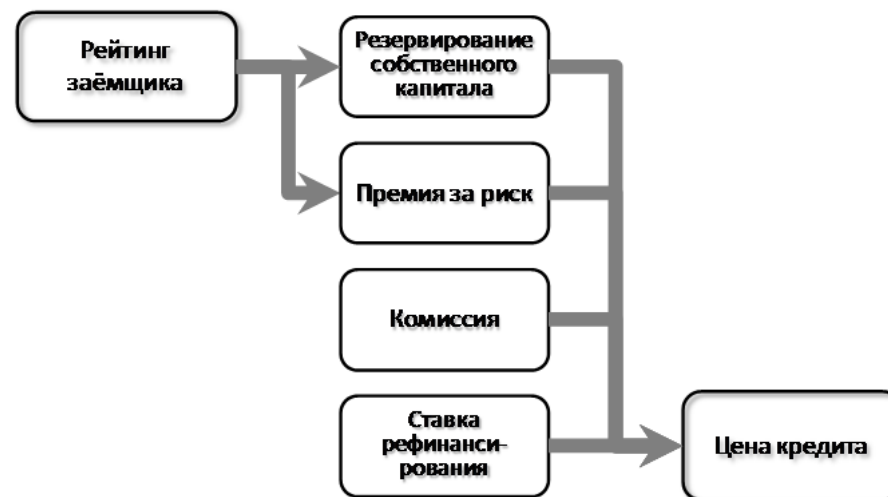 Рейтинг
заёмщика
Резервирование
собственного
капитала
Премия за риск
Комиссия
Ставка
рефинанси-
рования
Цена кредита